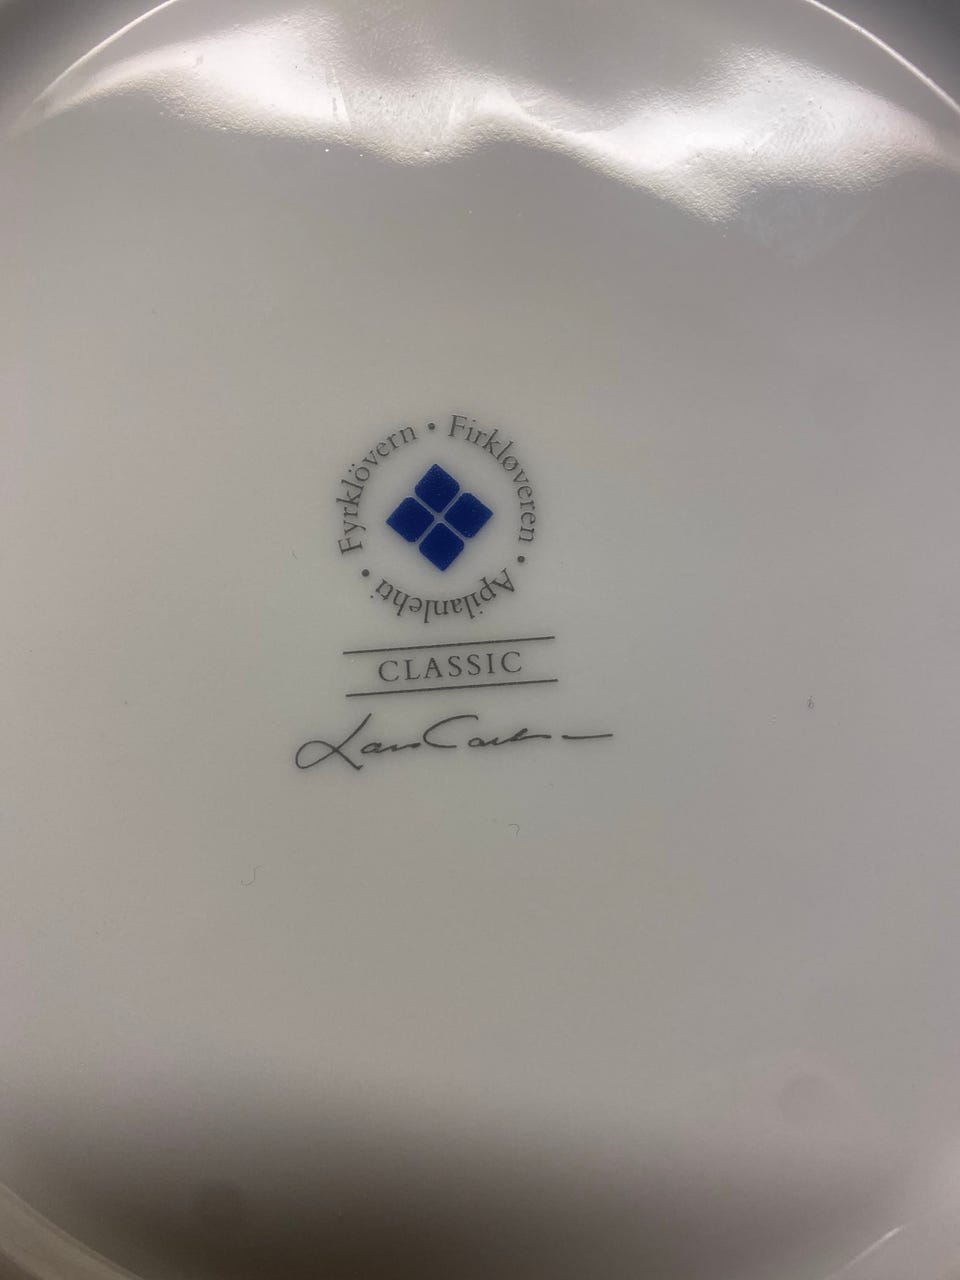 Fyrklövern • Firkløveren • Apilanlehti •
CLASSIC